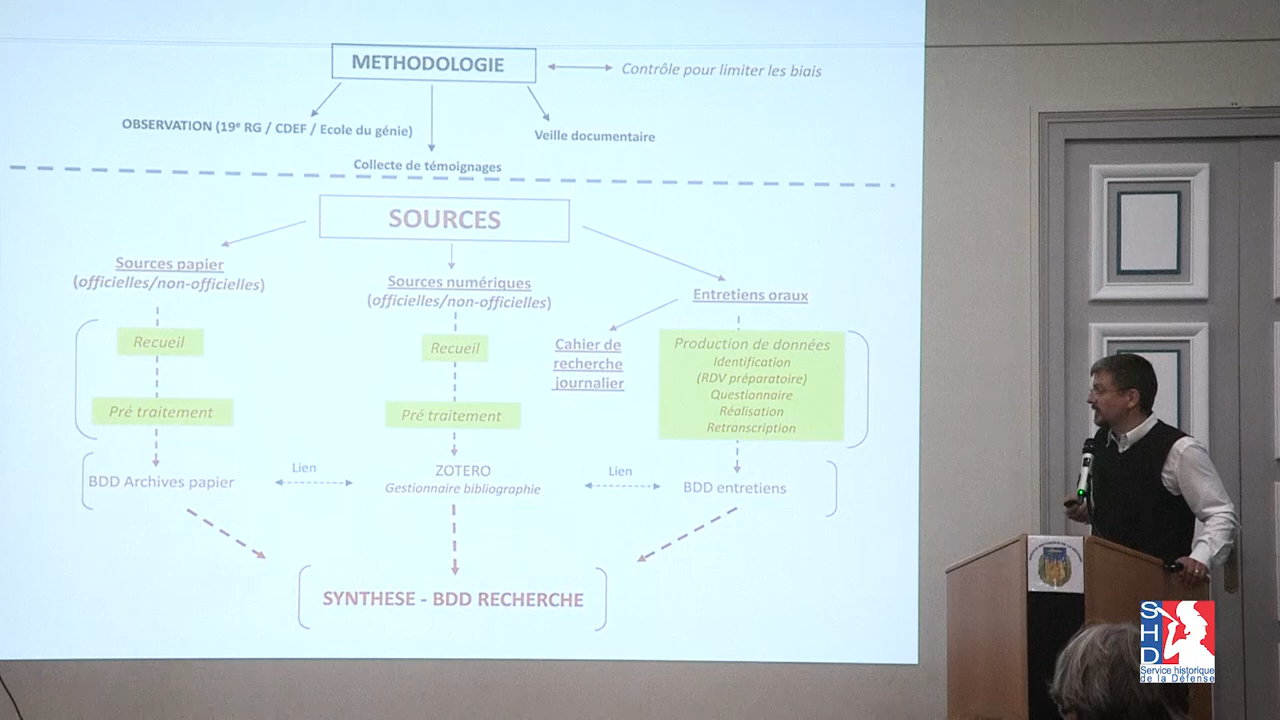 METHODOLOGIE
Contrôle pour limiter les biais
OBSERVATION (19e RG / CDEF / Ecole du génie)
Veille documentaire
Collecte de témoignages
SOURCES
Sources papier
(officielles/non-officielles)
Sources numériques
(officielles/non-officielles)
Entretiens oraux
Recueil
Recueil
Cahier de
recherche
journalier
Production de données
Identification
(RDV préparatoire)
Questionnaire
Réalisation
Retranscription
Pré traitement
Pré traitement
BDD Archives papier
Lien
ZOTERO
Gestionnaire bibliographie
Lien
BDD entretiens
SYNTHESE - BDD RECHERCHE
SHD
Service historique
de la Défense